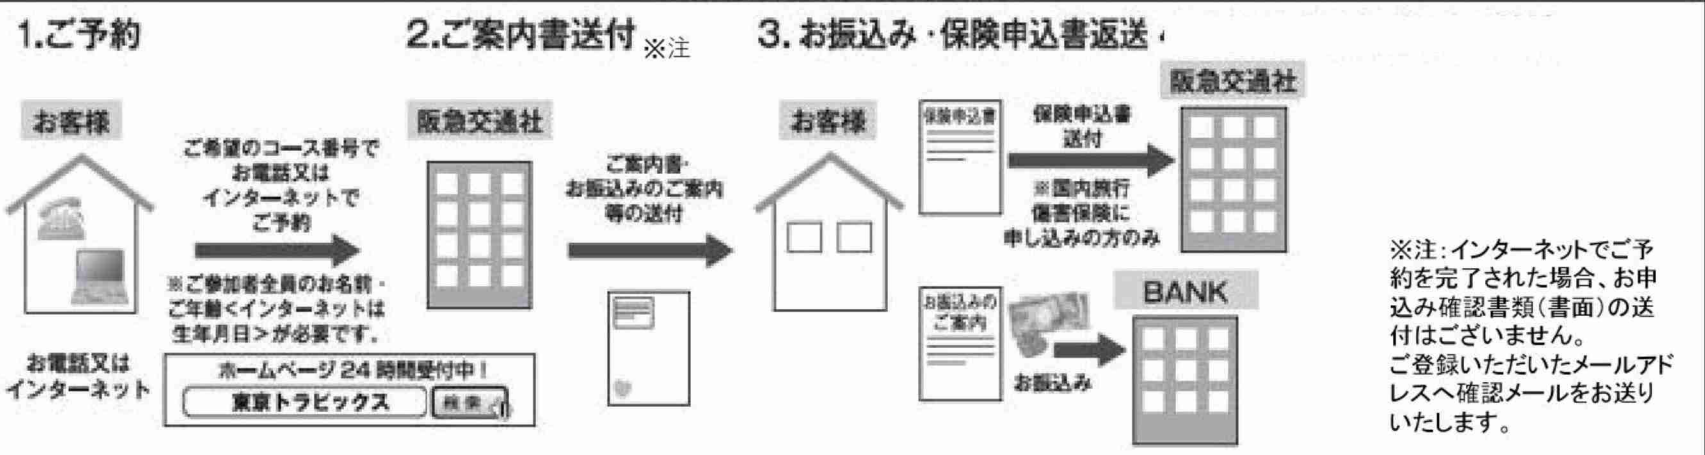 1.ご予約
お客様
ご希望のコース番号で
お電話又は
インターネットで
ご予約
※ご参加者全員のお名前・
ご年齢<インターネットは
生年月日>が必要です。
お電話又は
インターネット
ホームページ24時間受付中!
東京トラピックス
検索
2.ご案内書送付 ※注
阪急交通社
ご案内書・
お振込みのご案内
等の送付
3.お振込み・保険申込書返送
お客様
保険申込書
保険申込書
送付
※国内旅行
傷害保険に
申し込みの方のみ
阪急交通社
お振込みの
ご案内
お振込み
BANK
※注:インターネットでご予
約を完了された場合、お申
込み確認書類(書面)の送
付はございません。
ご登録いただいたメールアド
レスへ確認メールをお送り
いたします。